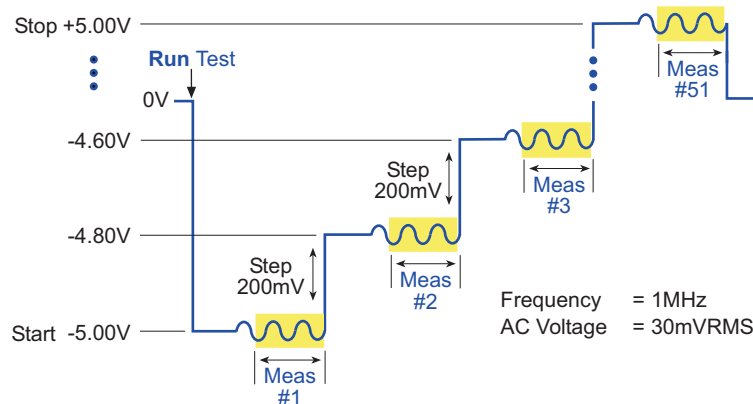 Stop +5.00V
Run Test
0V
Meas
#51
-4.60V
Step
200mV
Meas
#3
-4.80V
Step
200mV
Meas
#2
Frequency = 1MHz
AC Voltage = 30mVRMS
Start -5.00V
Meas
#1